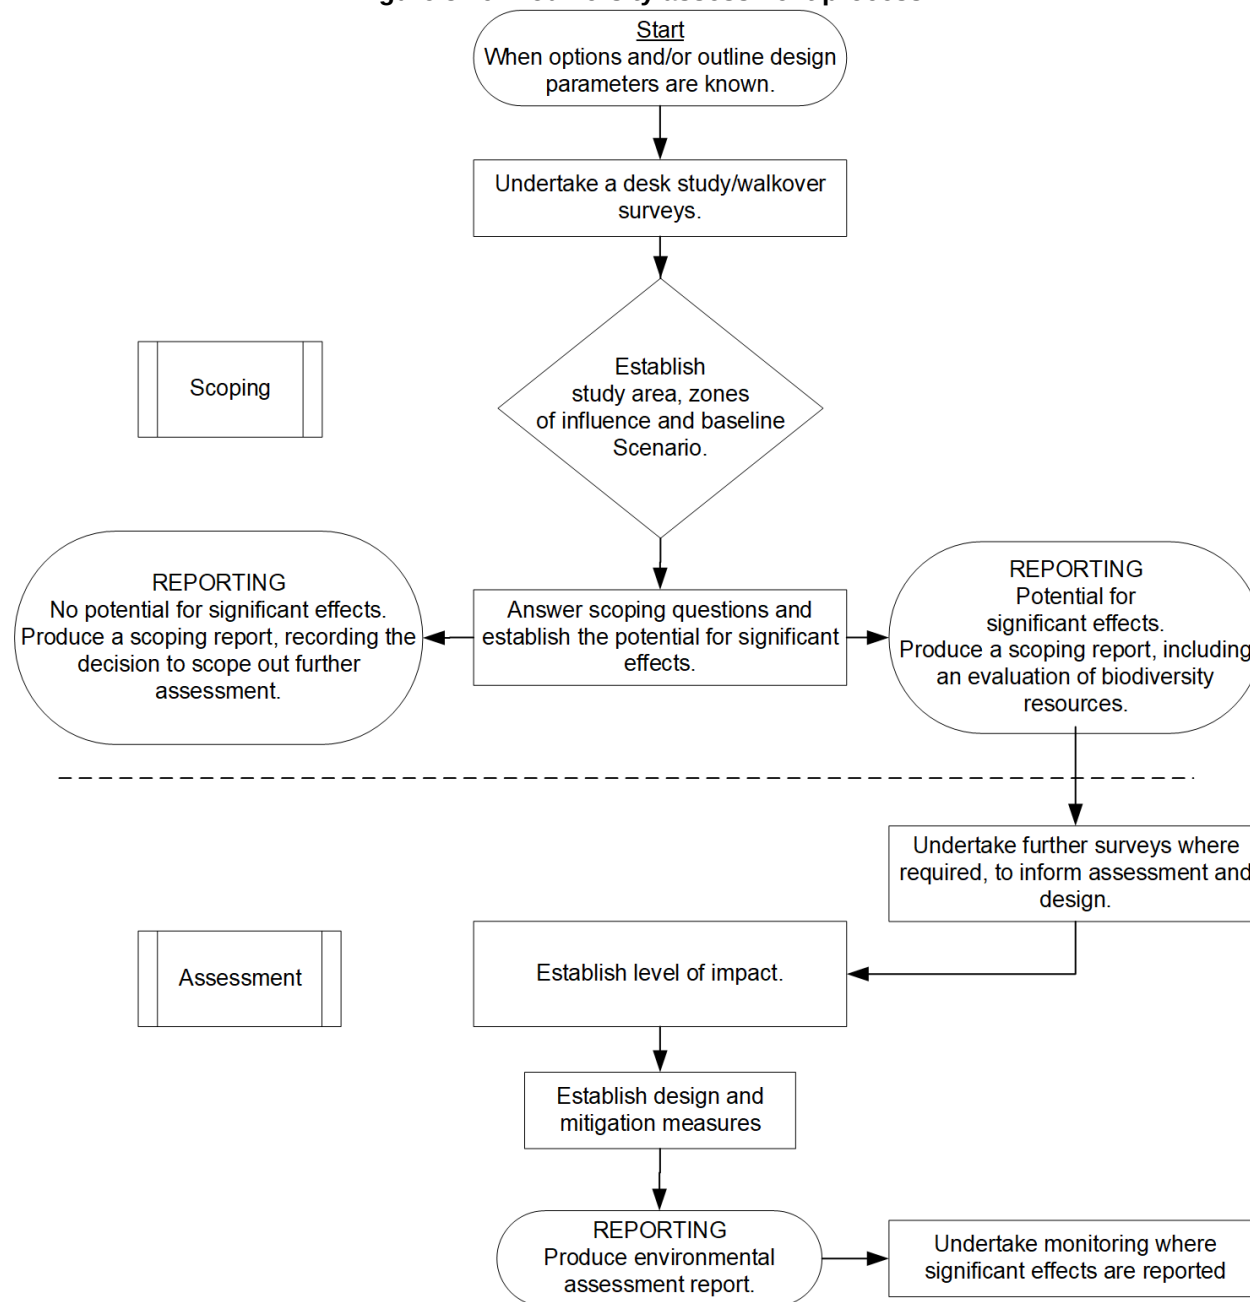 Start
When options and/or outline design
parameters are known.
Undertake a desk study/walkover
surveys.
Establish
study area, zones
of influence and baseline
Scenario.
Scoping
REPORTING
No potential for significant effects.
Produce a scoping report, recording the
decision to scope out further
assessment.
Answer scoping questions and
establish the potential for significant
effects.
REPORTING
Potential for
significant effects.
Produce a scoping report, including
an evaluation of biodiversity
resources.
Undertake further surveys where
required, to inform assessment and
design.
Assessment
Establish level of impact.
Establish design and
mitigation measures
REPORTING
Produce environmental
assessment report.
Undertake monitoring where
significant effects are reported